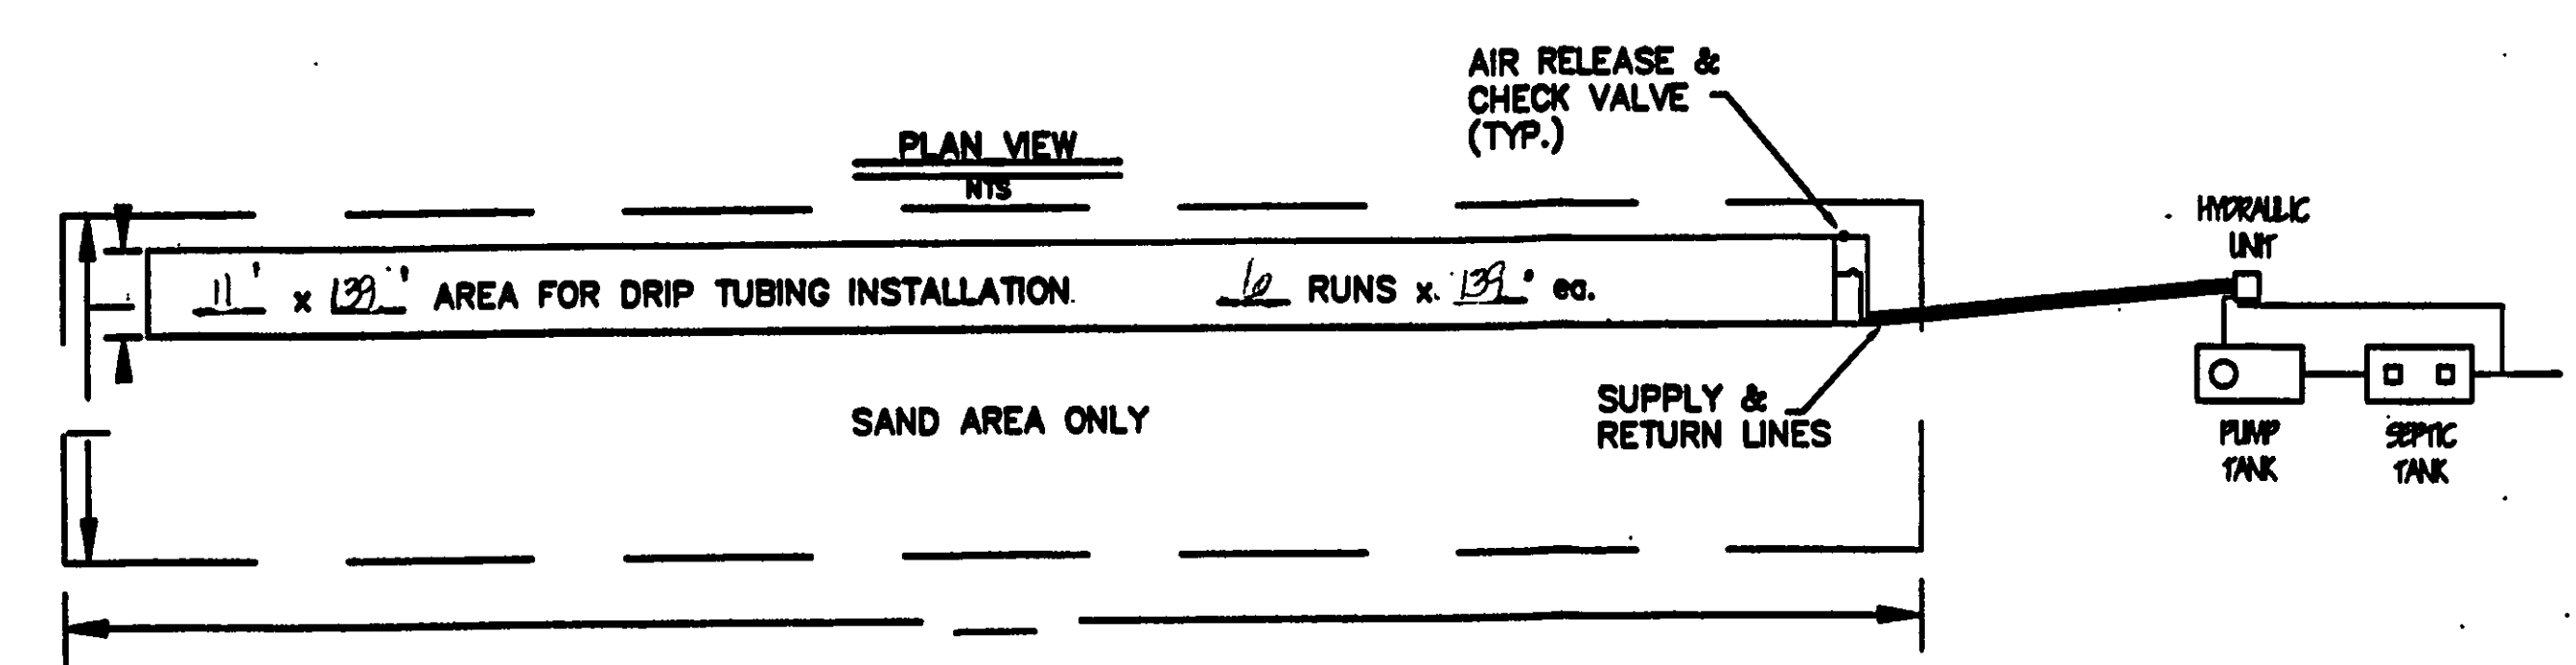 AIR RELEASE &
CHECK VALVE
(TYP.)
PLAN VIEW
NTS
HYDRAULIC
UNIT
11' x 139' AREA FOR DRIP TUBING INSTALLATION. 6 RUNS x 139' ea.
SAND AREA ONLY
SUPPLY &
RETURN LINES
PUMP
TANK
SEPTIC
TANK